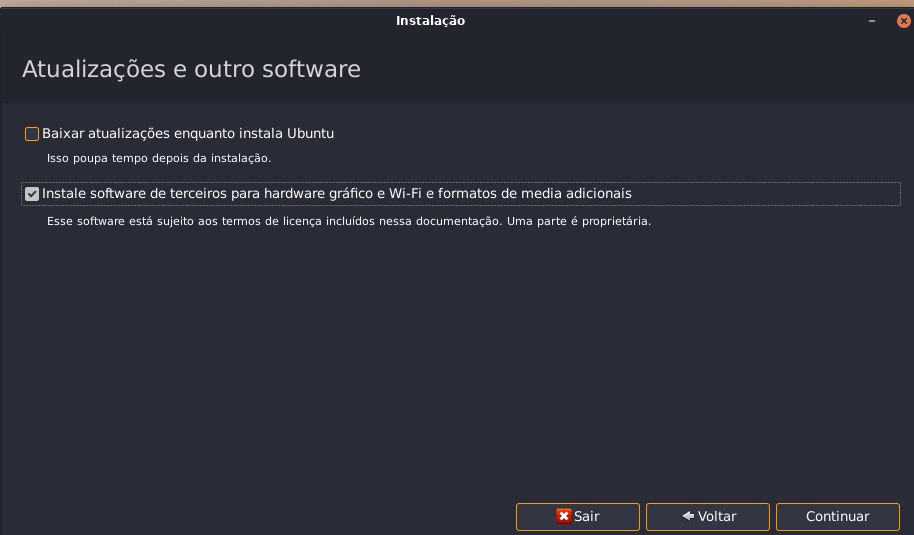 Instalação
Atualizações e outro software
Baixar atualizações enquanto instala Ubuntu
Isso poupa tempo depois da instalação.
Instale software de terceiros para hardware gráfico e Wi-Fi e formatos de media adicionais
Esse software está sujeito aos termos de licença incluídos nessa documentação. Uma parte é proprietária.
Sair
Voltar
Continuar